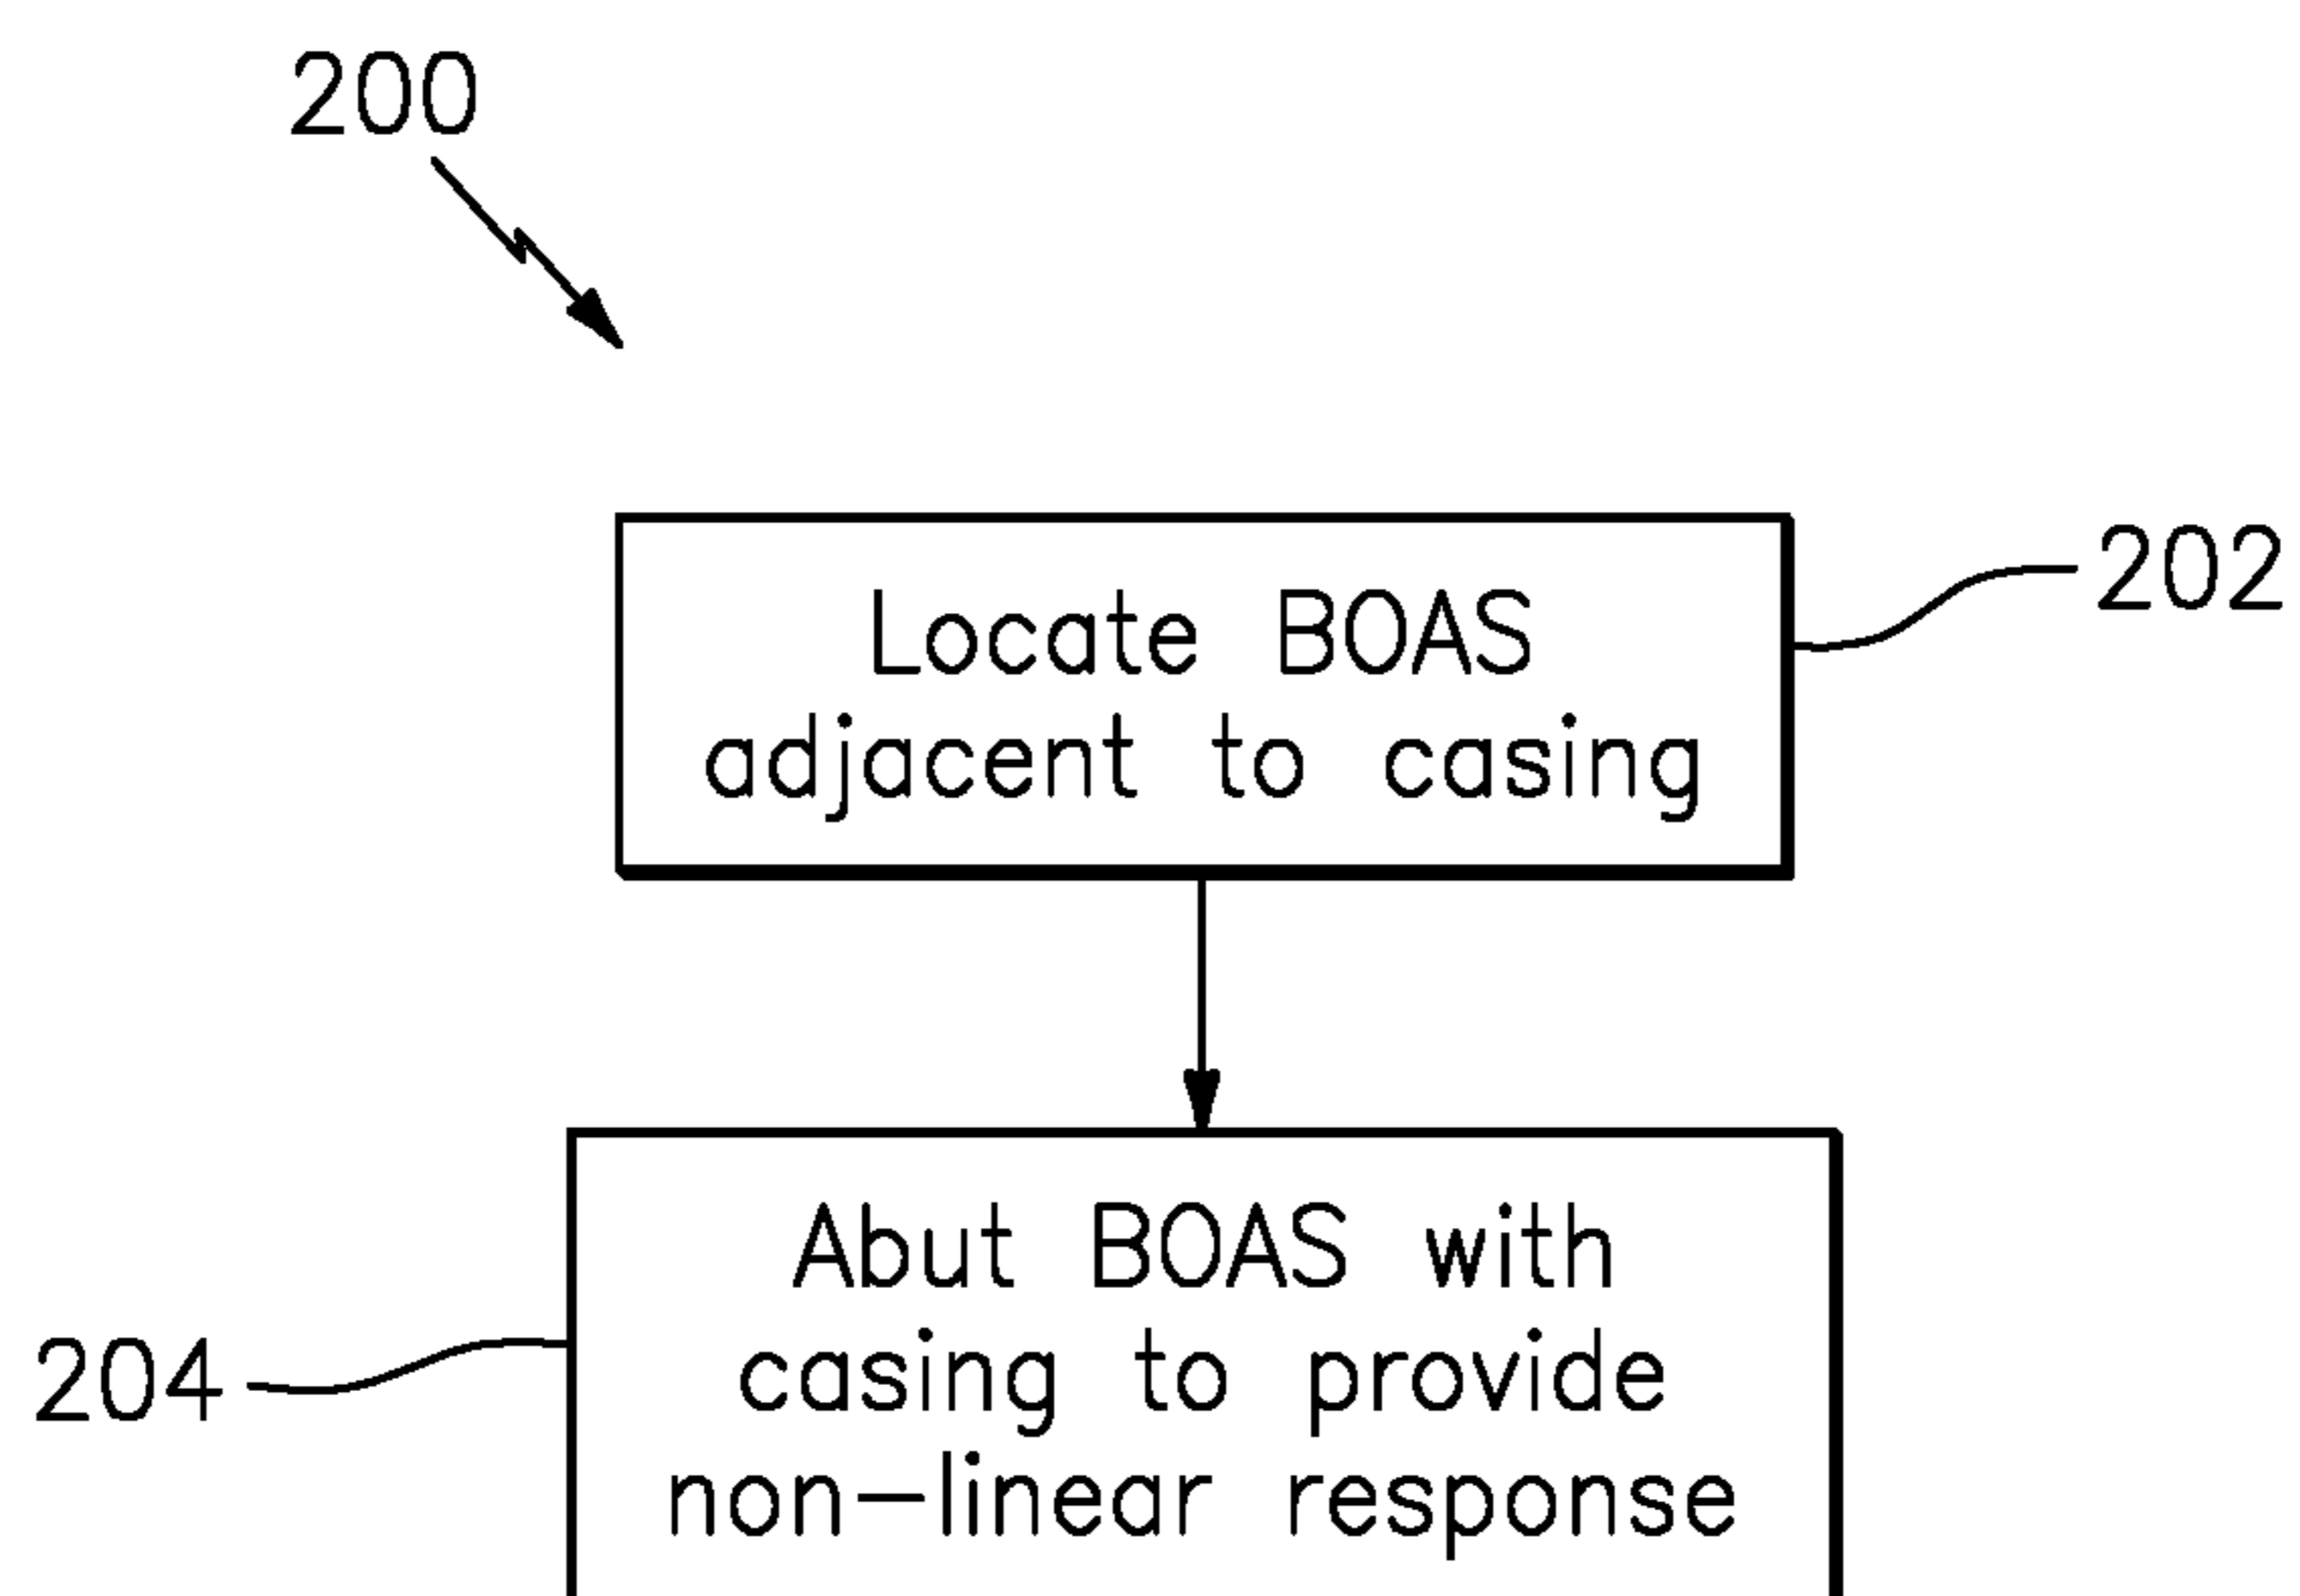 200
Locate BOAS
202
adjacent to casing
Abut BOAS with
casing to provide
204
non-linear response